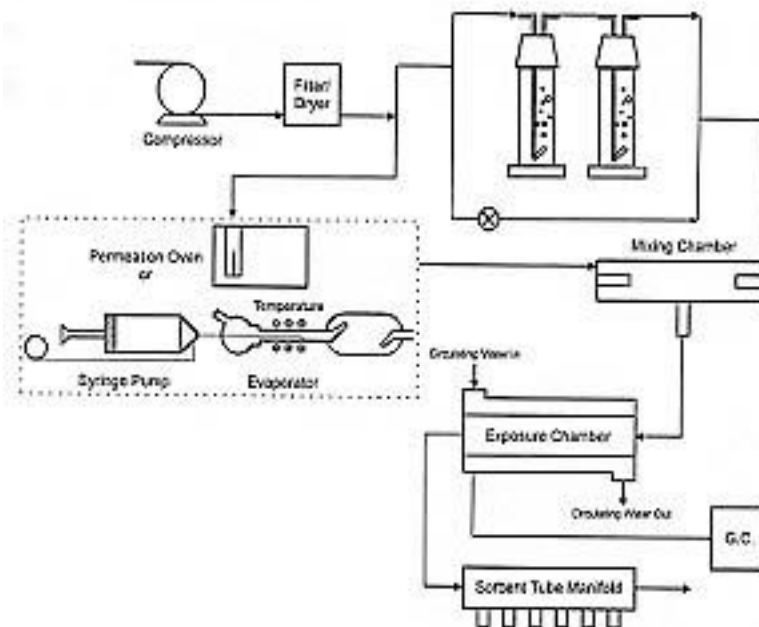 Filter/
Dryer
Compressor
Mixing Chamber
Permeation Oven
or
Temperature
Syringe Pump
Evaporator
Circulating Water In
Exposure Chamber
Circulating Water Out
G.C.
Sorbent Tube Manifold